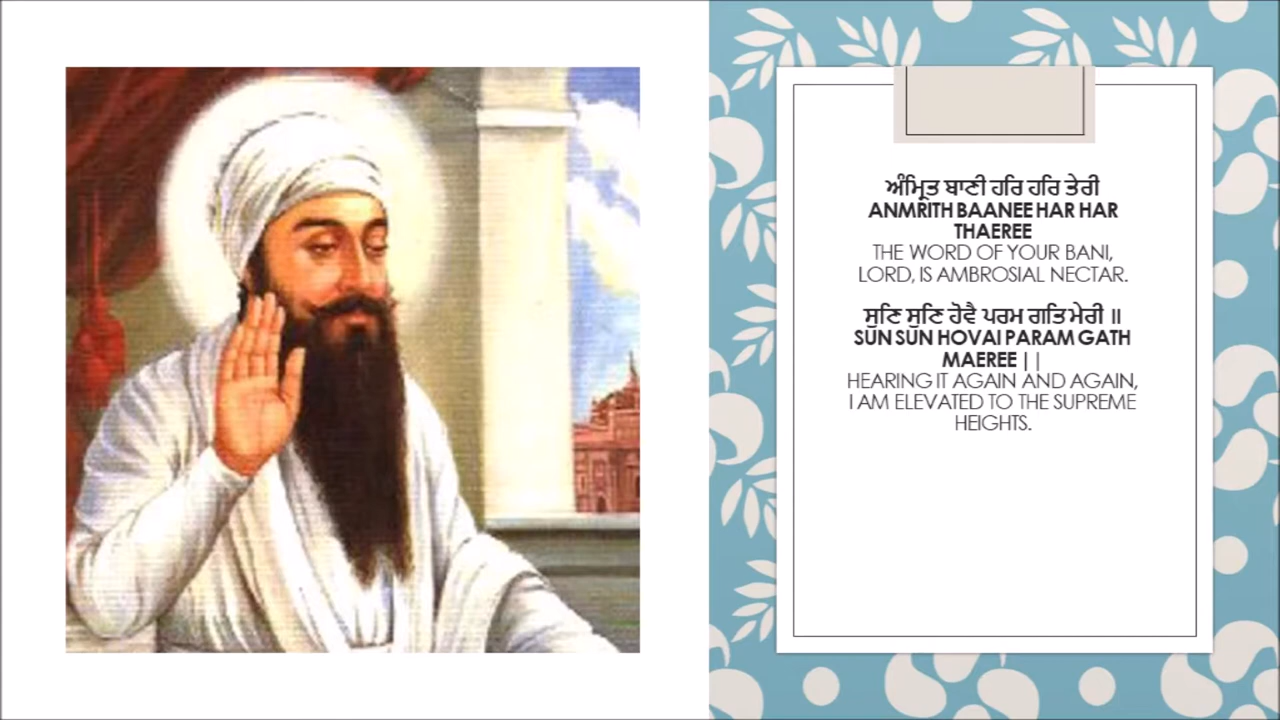 ਅੰਮ੍ਰਿਤ ਬਾਣੀ ਹਰਿ ਹਰਿ ਤੇਰੀ
ANMRITH BAANEE HAR HAR
THAEREE
THE WORD OF YOUR BANI,
LORD, IS AMBROSIAL NECTAR.
ਸੁਣਿ ਸੁਣਿ ਹੋਵੈ ਪਰਮ ਗਤਿ ਮੇਰੀ ॥
SUN SUN HOVAI PARAM GATH
MAEREE ||
HEARING IT AGAIN AND AGAIN,
I AM ELEVATED TO THE SUPREME
HEIGHTS.